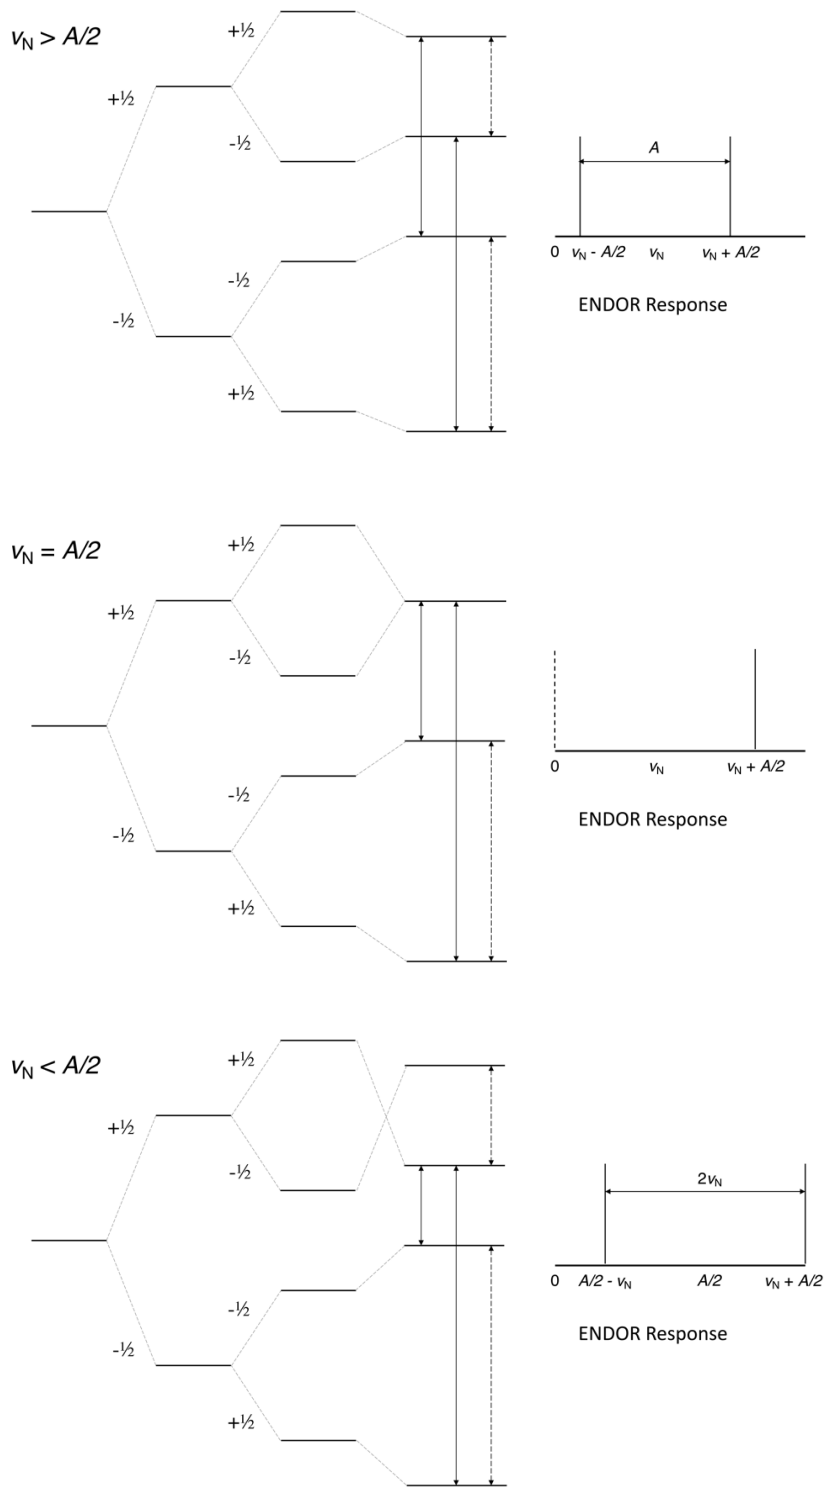 νN > A/2
+½
+½
-½
-½
-½
+½
A
0 νN - A/2 νN νN + A/2
ENDOR Response
νN = A/2
+½
+½
-½
-½
-½
+½
0 νN νN + A/2
ENDOR Response
νN < A/2
+½
+½
-½
-½
-½
+½
2νN
0 A/2 - νN A/2 νN + A/2
ENDOR Response